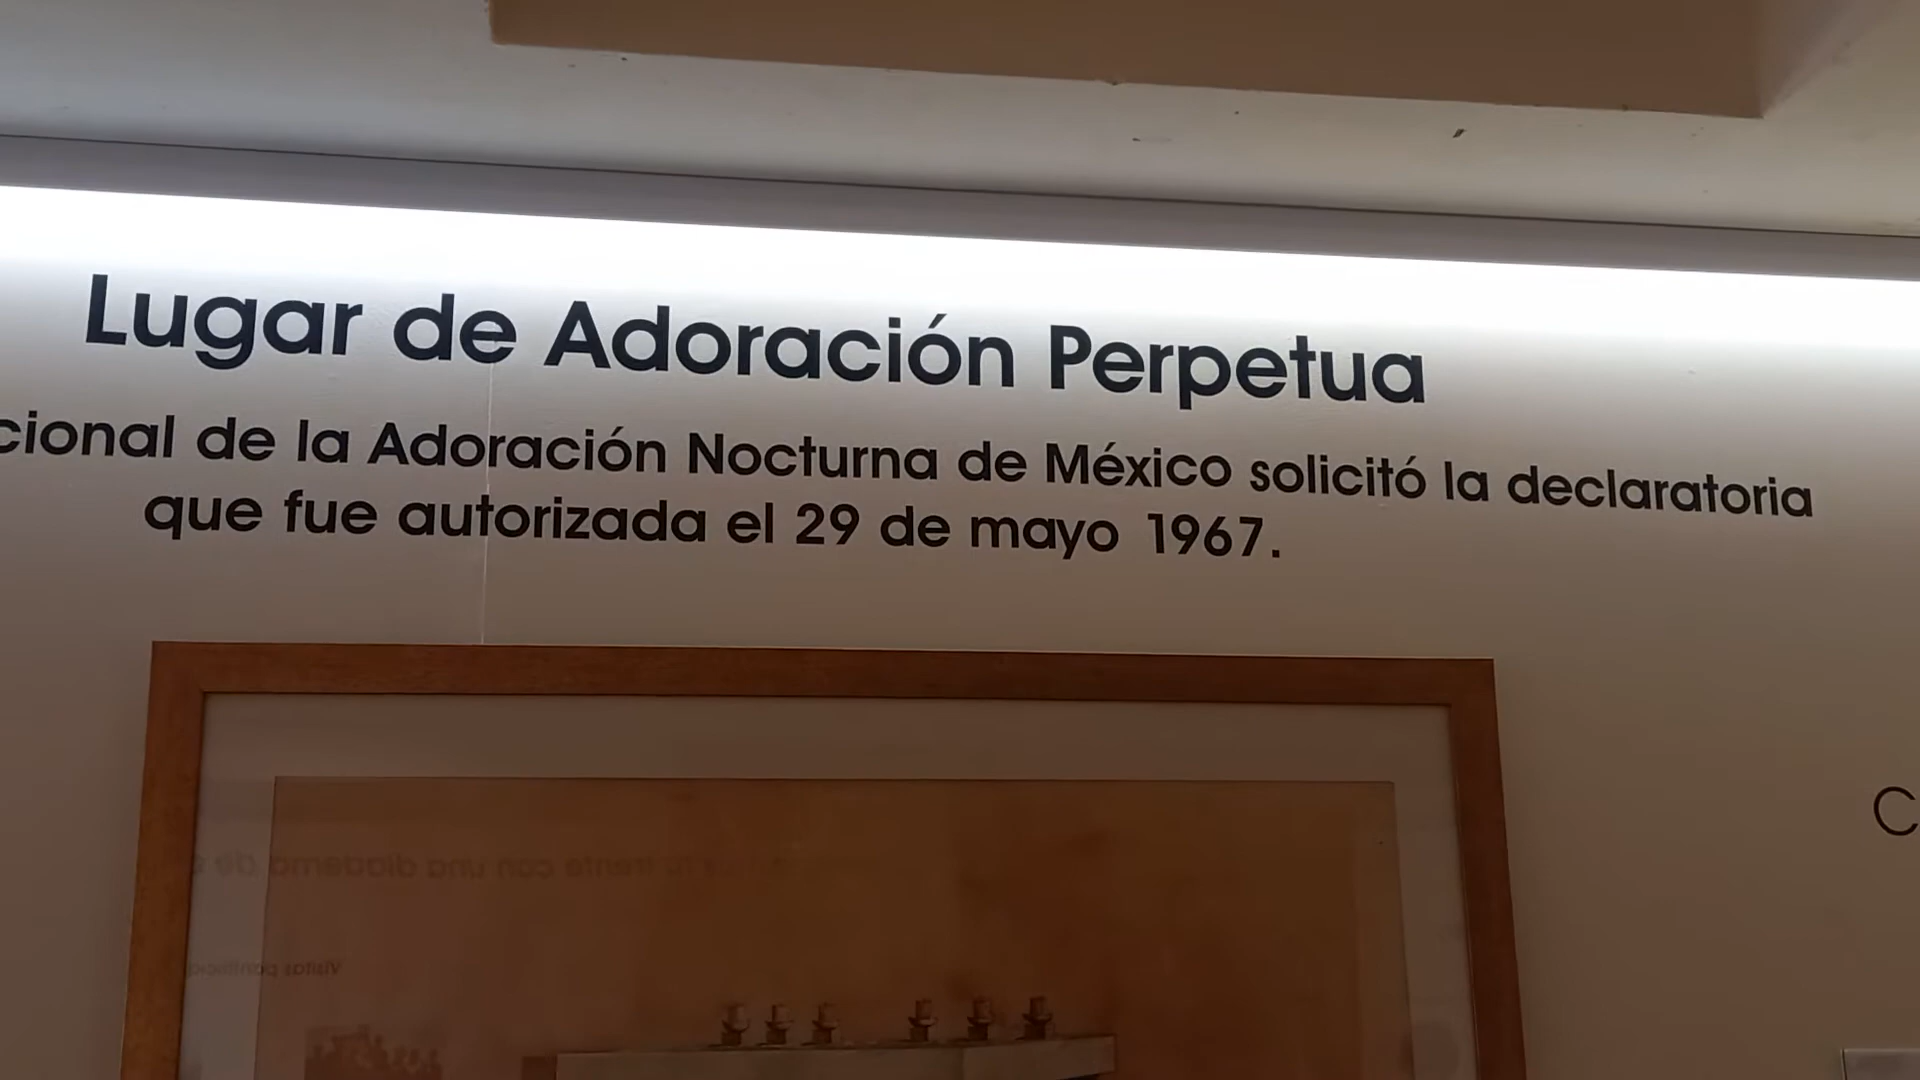 Lugar de Adoración Perpetua
cional de la Adoración Nocturna de México solicitó la declaratoria
que fue autorizada el 29 de mayo 1967.
C